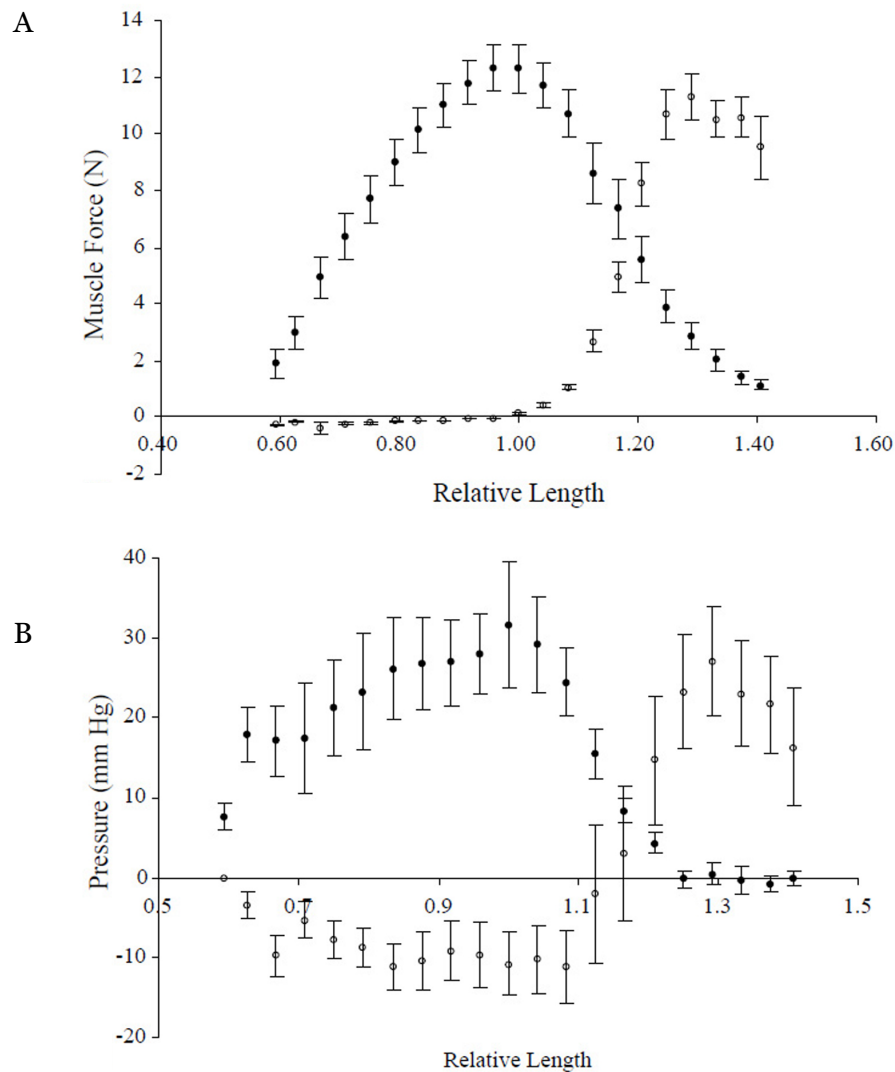 A
14
12
10
8
6
4
2
0
-2
0.40 0.60 0.80 1.00 1.20 1.40 1.60
Muscle Force (N)
Relative Length
B
40
30
20
10
0
-10
-20
0.5 0.7 0.9 1.1 1.3 1.5
Pressure (mm Hg)
Relative Length